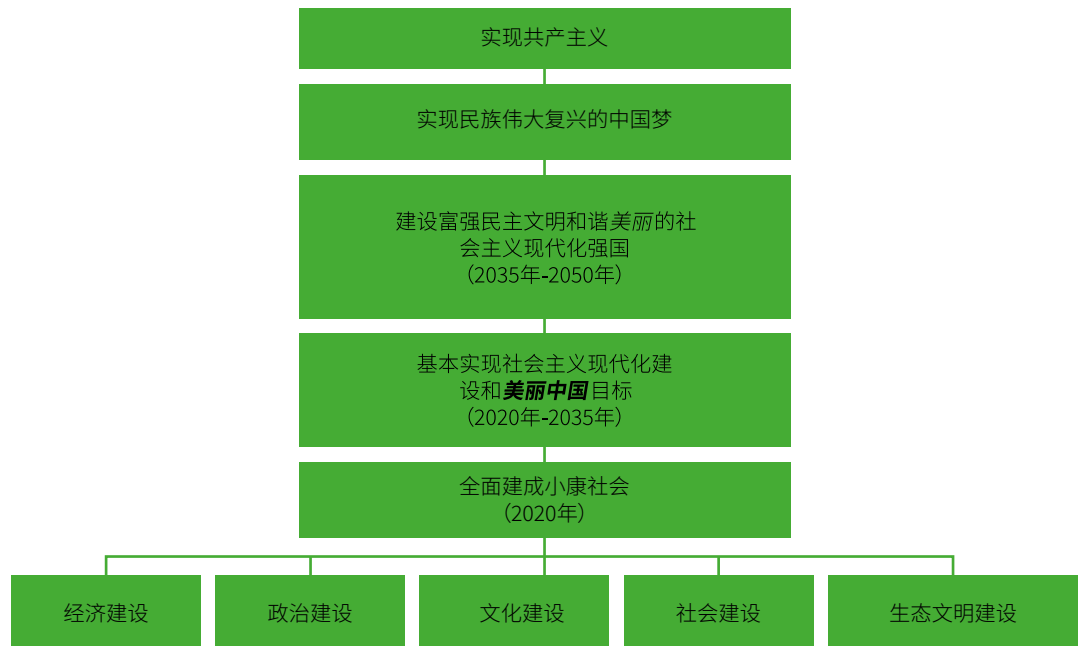 实现共产主义
实现民族伟大复兴的中国梦
建设富强民主文明和谐美丽的社
会主义现代化强国
（2035年-2050年）
基本实现社会主义现代化建
设和美丽中国目标
（2020年-2035年）
全面建成小康社会
（2020年）
经济建设
政治建设
文化建设
社会建设
生态文明建设